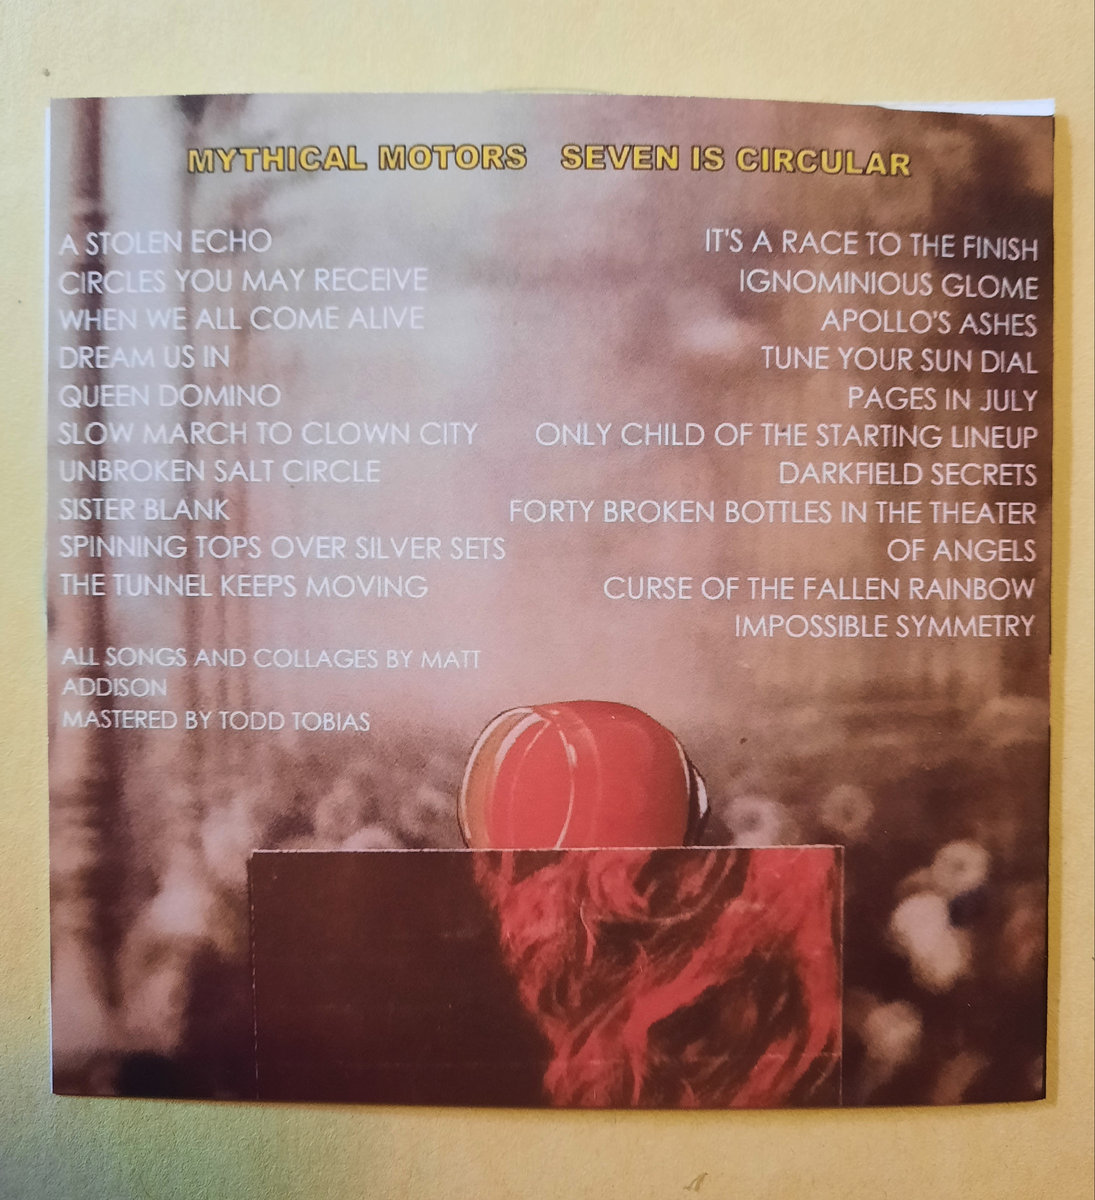 MYTHICAL MOTORS   SEVEN IS CIRCULAR
A STOLEN ECHO
CIRCLES YOU MAY RECEIVE
WHEN WE ALL COME ALIVE
DREAM US IN
QUEEN DOMINO
SLOW MARCH TO CLOWN CITY
UNBROKEN SALT CIRCLE
SISTER BLANK
SPINNING TOPS OVER SILVER SETS
THE TUNNEL KEEPS MOVING
ALL SONGS AND COLLAGES BY MATT
ADDISON
MASTERED BY TODD TOBIAS
IT'S A RACE TO THE FINISH
IGNOMINIOUS GLOME
APOLLO'S ASHES
TUNE YOUR SUN DIAL
PAGES IN JULY
ONLY CHILD OF THE STARTING LINEUP
DARKFIELD SECRETS
FORTY BROKEN BOTTLES IN THE THEATER
OF ANGELS
CURSE OF THE FALLEN RAINBOW
IMPOSSIBLE SYMMETRY